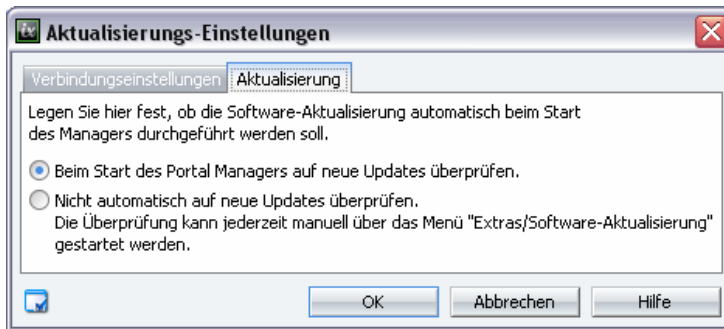 Aktualisierungs-Einstellungen
Verbindungseinstellungen Aktualisierung
Legen Sie hier fest, ob die Software-Aktualisierung automatisch beim Start
des Managers durchgeführt werden soll.
Beim Start des Portal Managers auf neue Updates überprüfen.
Nicht automatisch auf neue Updates überprüfen.
Die Überprüfung kann jederzeit manuell über das Menü "Extras/Software-Aktualisierung"
gestartet werden.
OK Abbrechen Hilfe